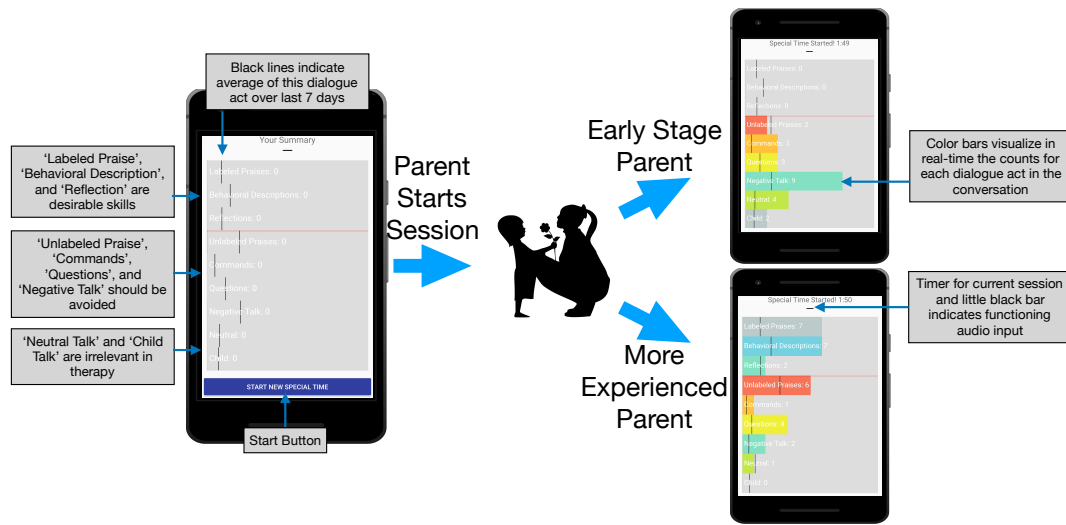 Black lines indicate
average of this dialogue
act over last 7 days
'Labeled Praise',
'Behavioral Description',
and 'Reflection' are
desirable skills
'Unlabeled Praise',
'Commands',
'Questions', and
'Negative Talk' should be
avoided
'Neutral Talk' and 'Child
Talk' are irrelevant in
therapy
Your Summary
Labeled Praises: 0
Behavioral Descriptions: 0
Reflections: 0
Unlabeled Praises: 0
Commands: 0
Questions: 0
Negative Talk: 0
Neutral: 0
Child: 0
START NEW SPECIAL TIME
Start Button
Parent
Starts
Session
Early Stage
Parent
More
Experienced
Parent
Special Time Started! 1:49
Labeled Praises: 0
Behavioral Descriptions: 0
Reflections: 0
Unlabeled Praises: 2
Commands: 3
Questions: 3
Negative Talk: 9
Neutral: 4
Child: 2
Color bars visualize in
real-time the counts for
each dialogue act in the
conversation
Special Time Started! 1:50
Labeled Praises: 7
Behavioral Descriptions: 7
Reflections: 2
Unlabeled Praises: 6
Commands: 1
Questions: 4
Negative Talk: 2
Neutral: 1
Child: 0
Timer for current session
and little black bar
indicates functioning
audio input